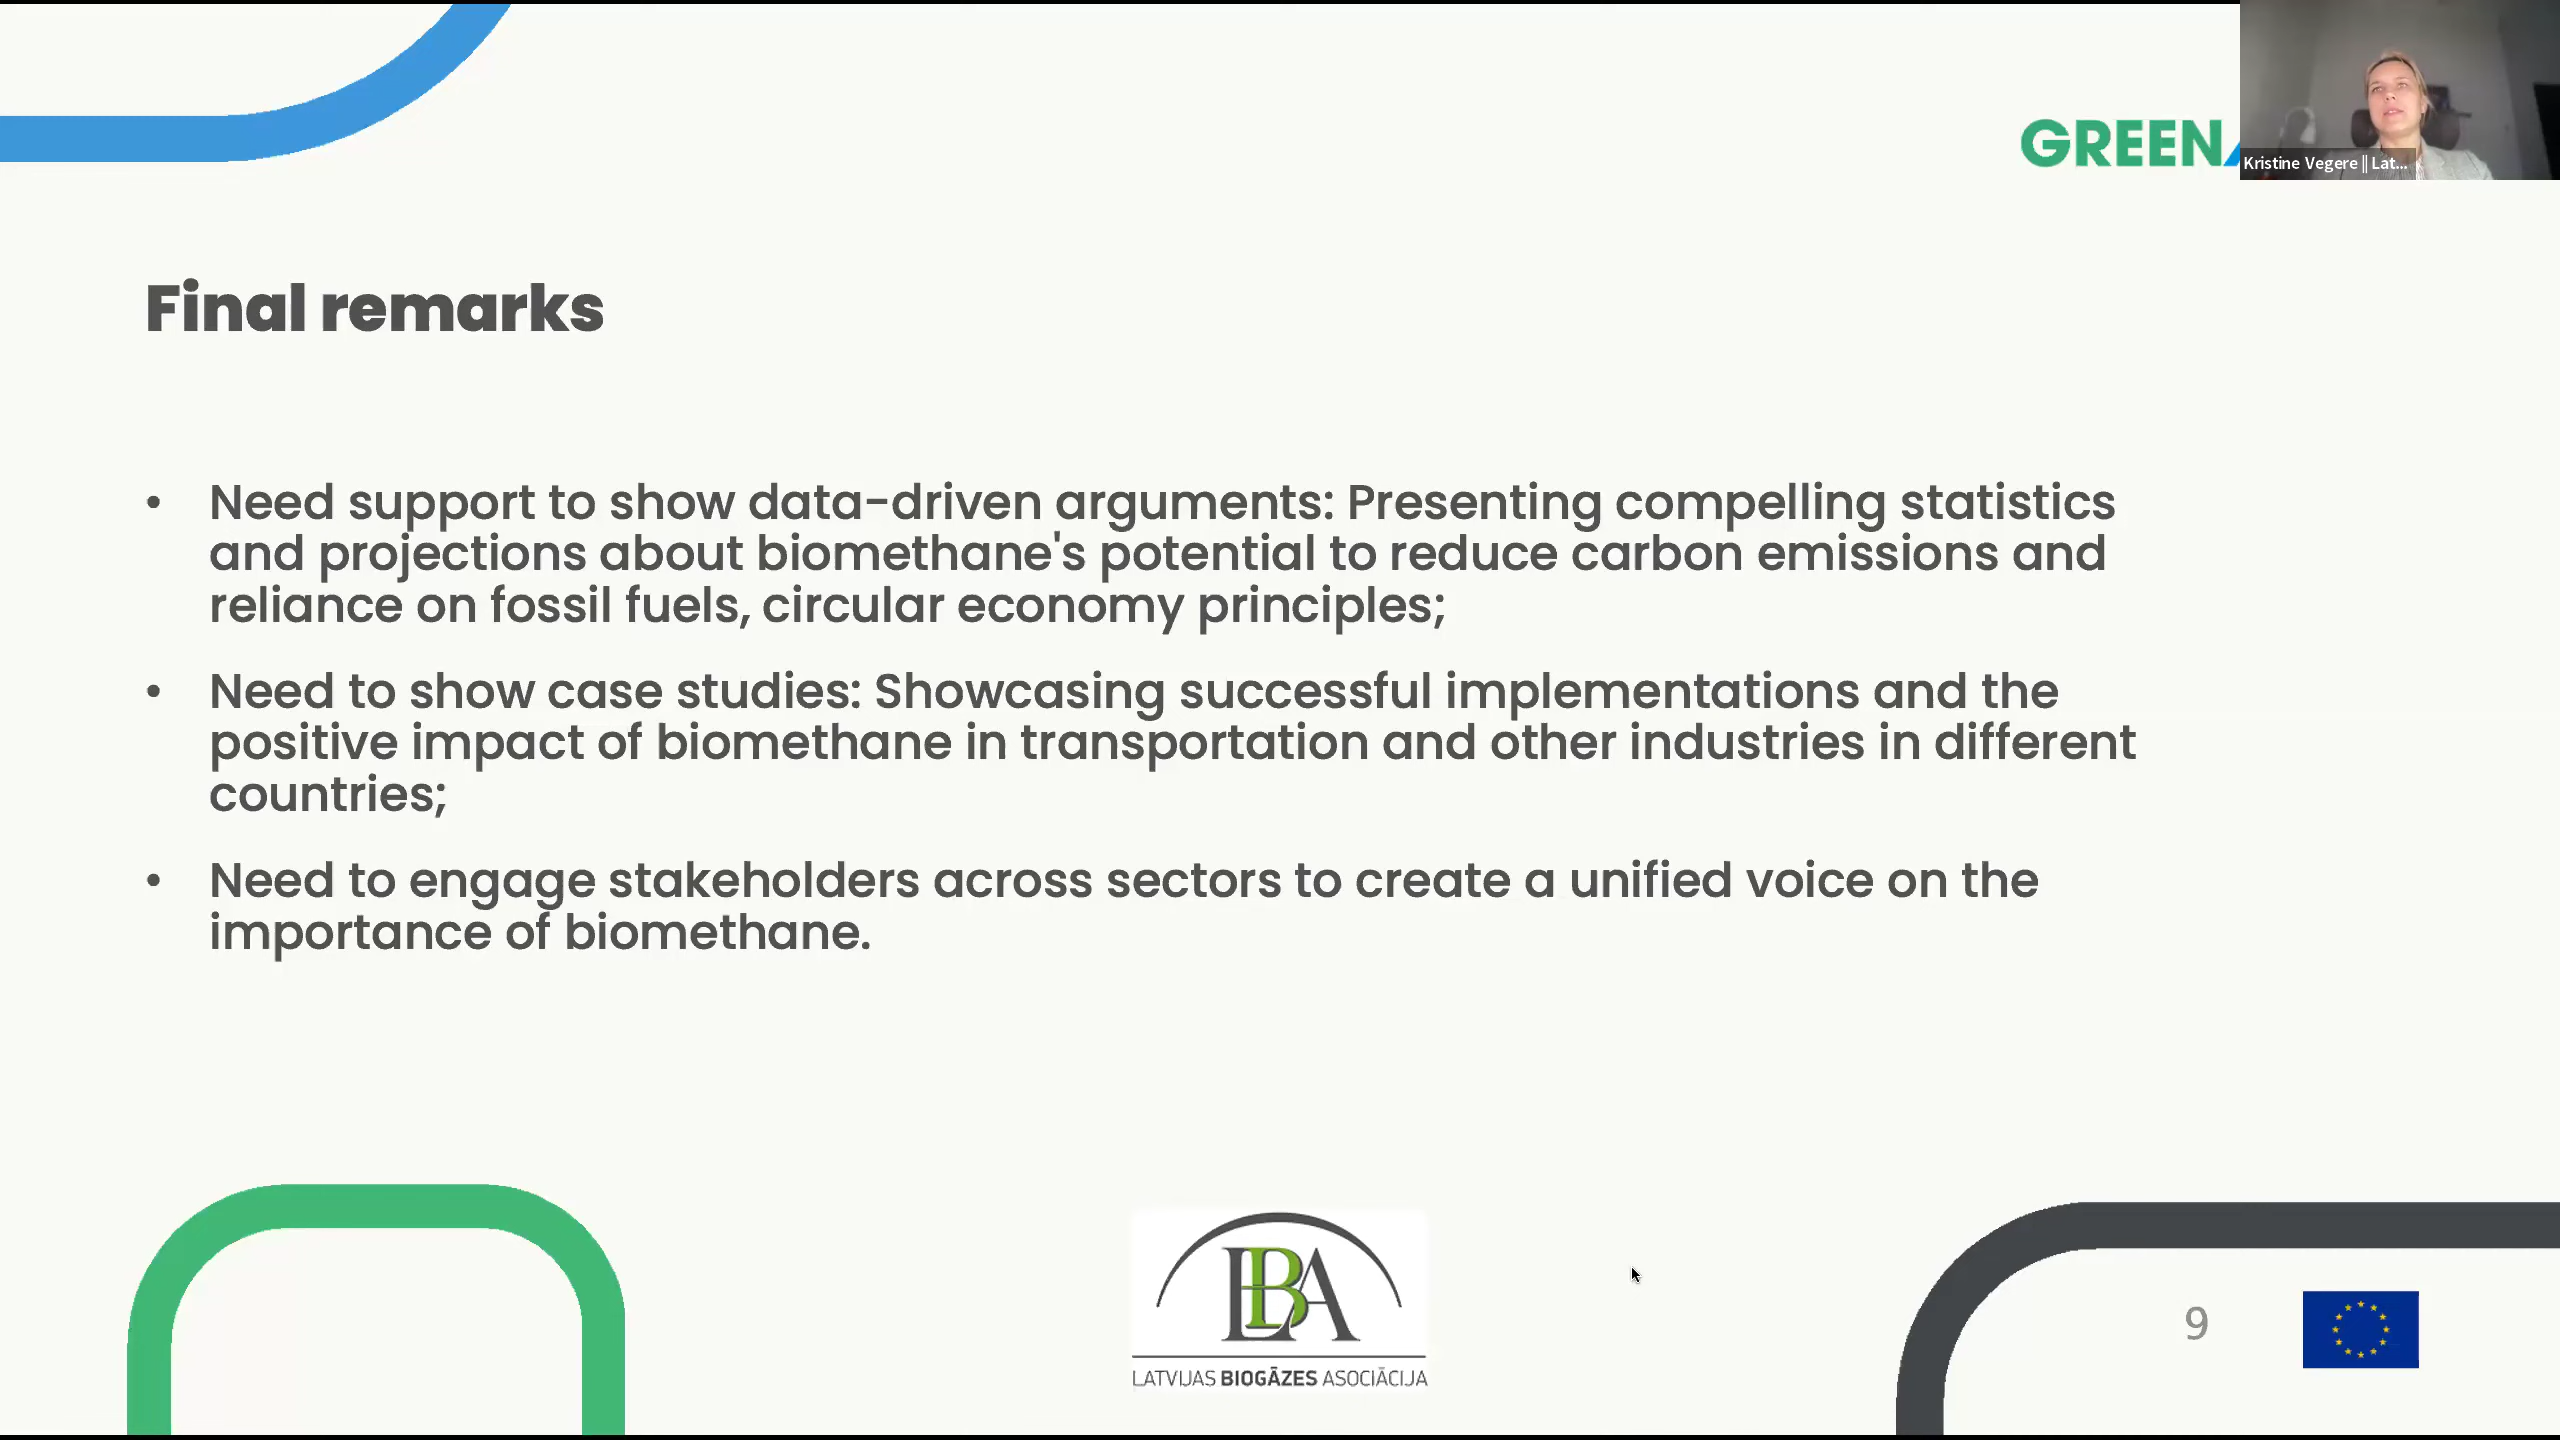 GREEN
Kristine Vegere || Lat...
Final remarks
• Need support to show data-driven arguments: Presenting compelling statistics
and projections about biomethane's potential to reduce carbon emissions and
reliance on fossil fuels, circular economy principles;
• Need to show case studies: Showcasing successful implementations and the
positive impact of biomethane in transportation and other industries in different
countries;
• Need to engage stakeholders across sectors to create a unified voice on the
importance of biomethane.
LBA
LATVIJAS BIOGĀZES ASOCIĀCIJA
9